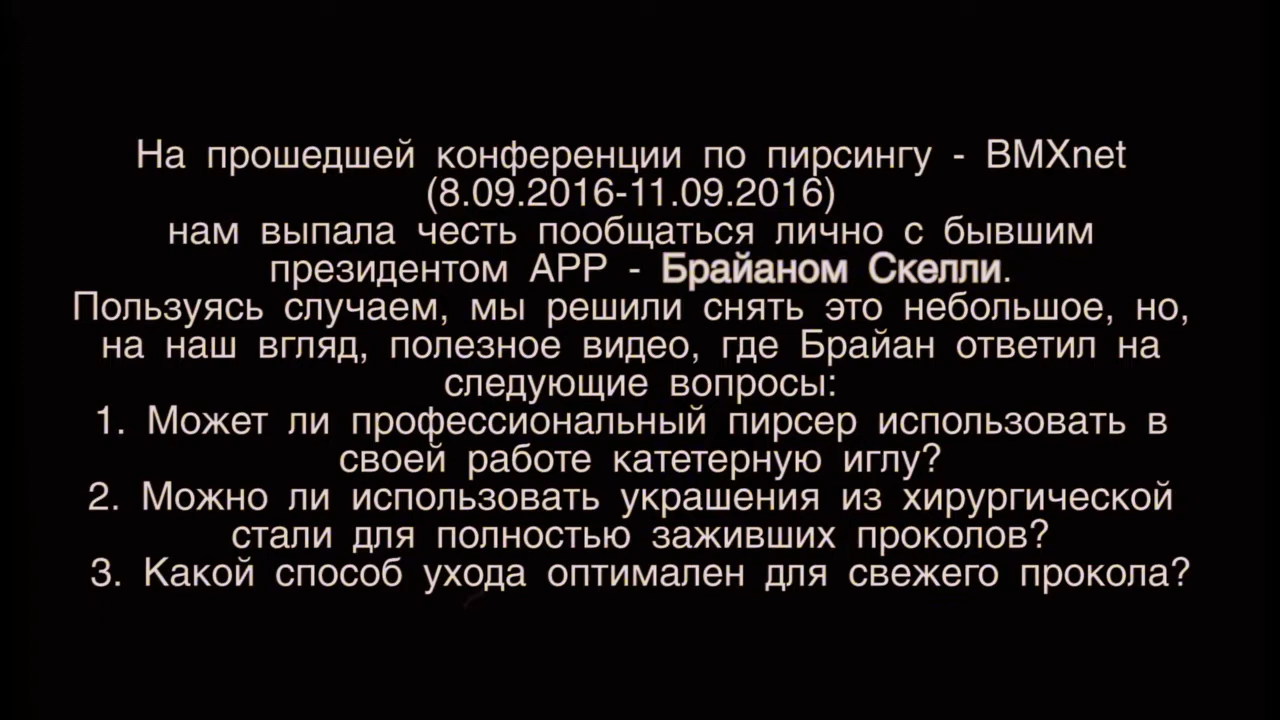 На прошедшей конференции по пирсингу - BMXnet
(8.09.2016-11.09.2016)
нам выпала честь пообщаться лично с бывшим
президентом APP - Брайаном Скелли.
Пользуясь случаем, мы решили снять это небольшое, но,
на наш вгляд, полезное видео, где Брайан ответил на
следующие вопросы:
1. Может ли профессиональный пирсер использовать в
своей работе катетерную иглу?
2. Можно ли использовать украшения из хирургической
стали для полностью заживших проколов?
3. Какой способ ухода оптимален для свежего прокола?